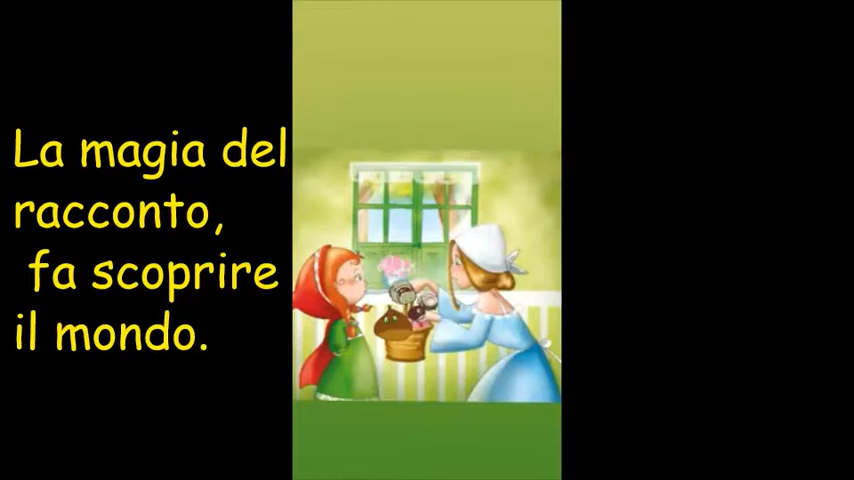 La magia del
racconto,
fa scoprire
il mondo.